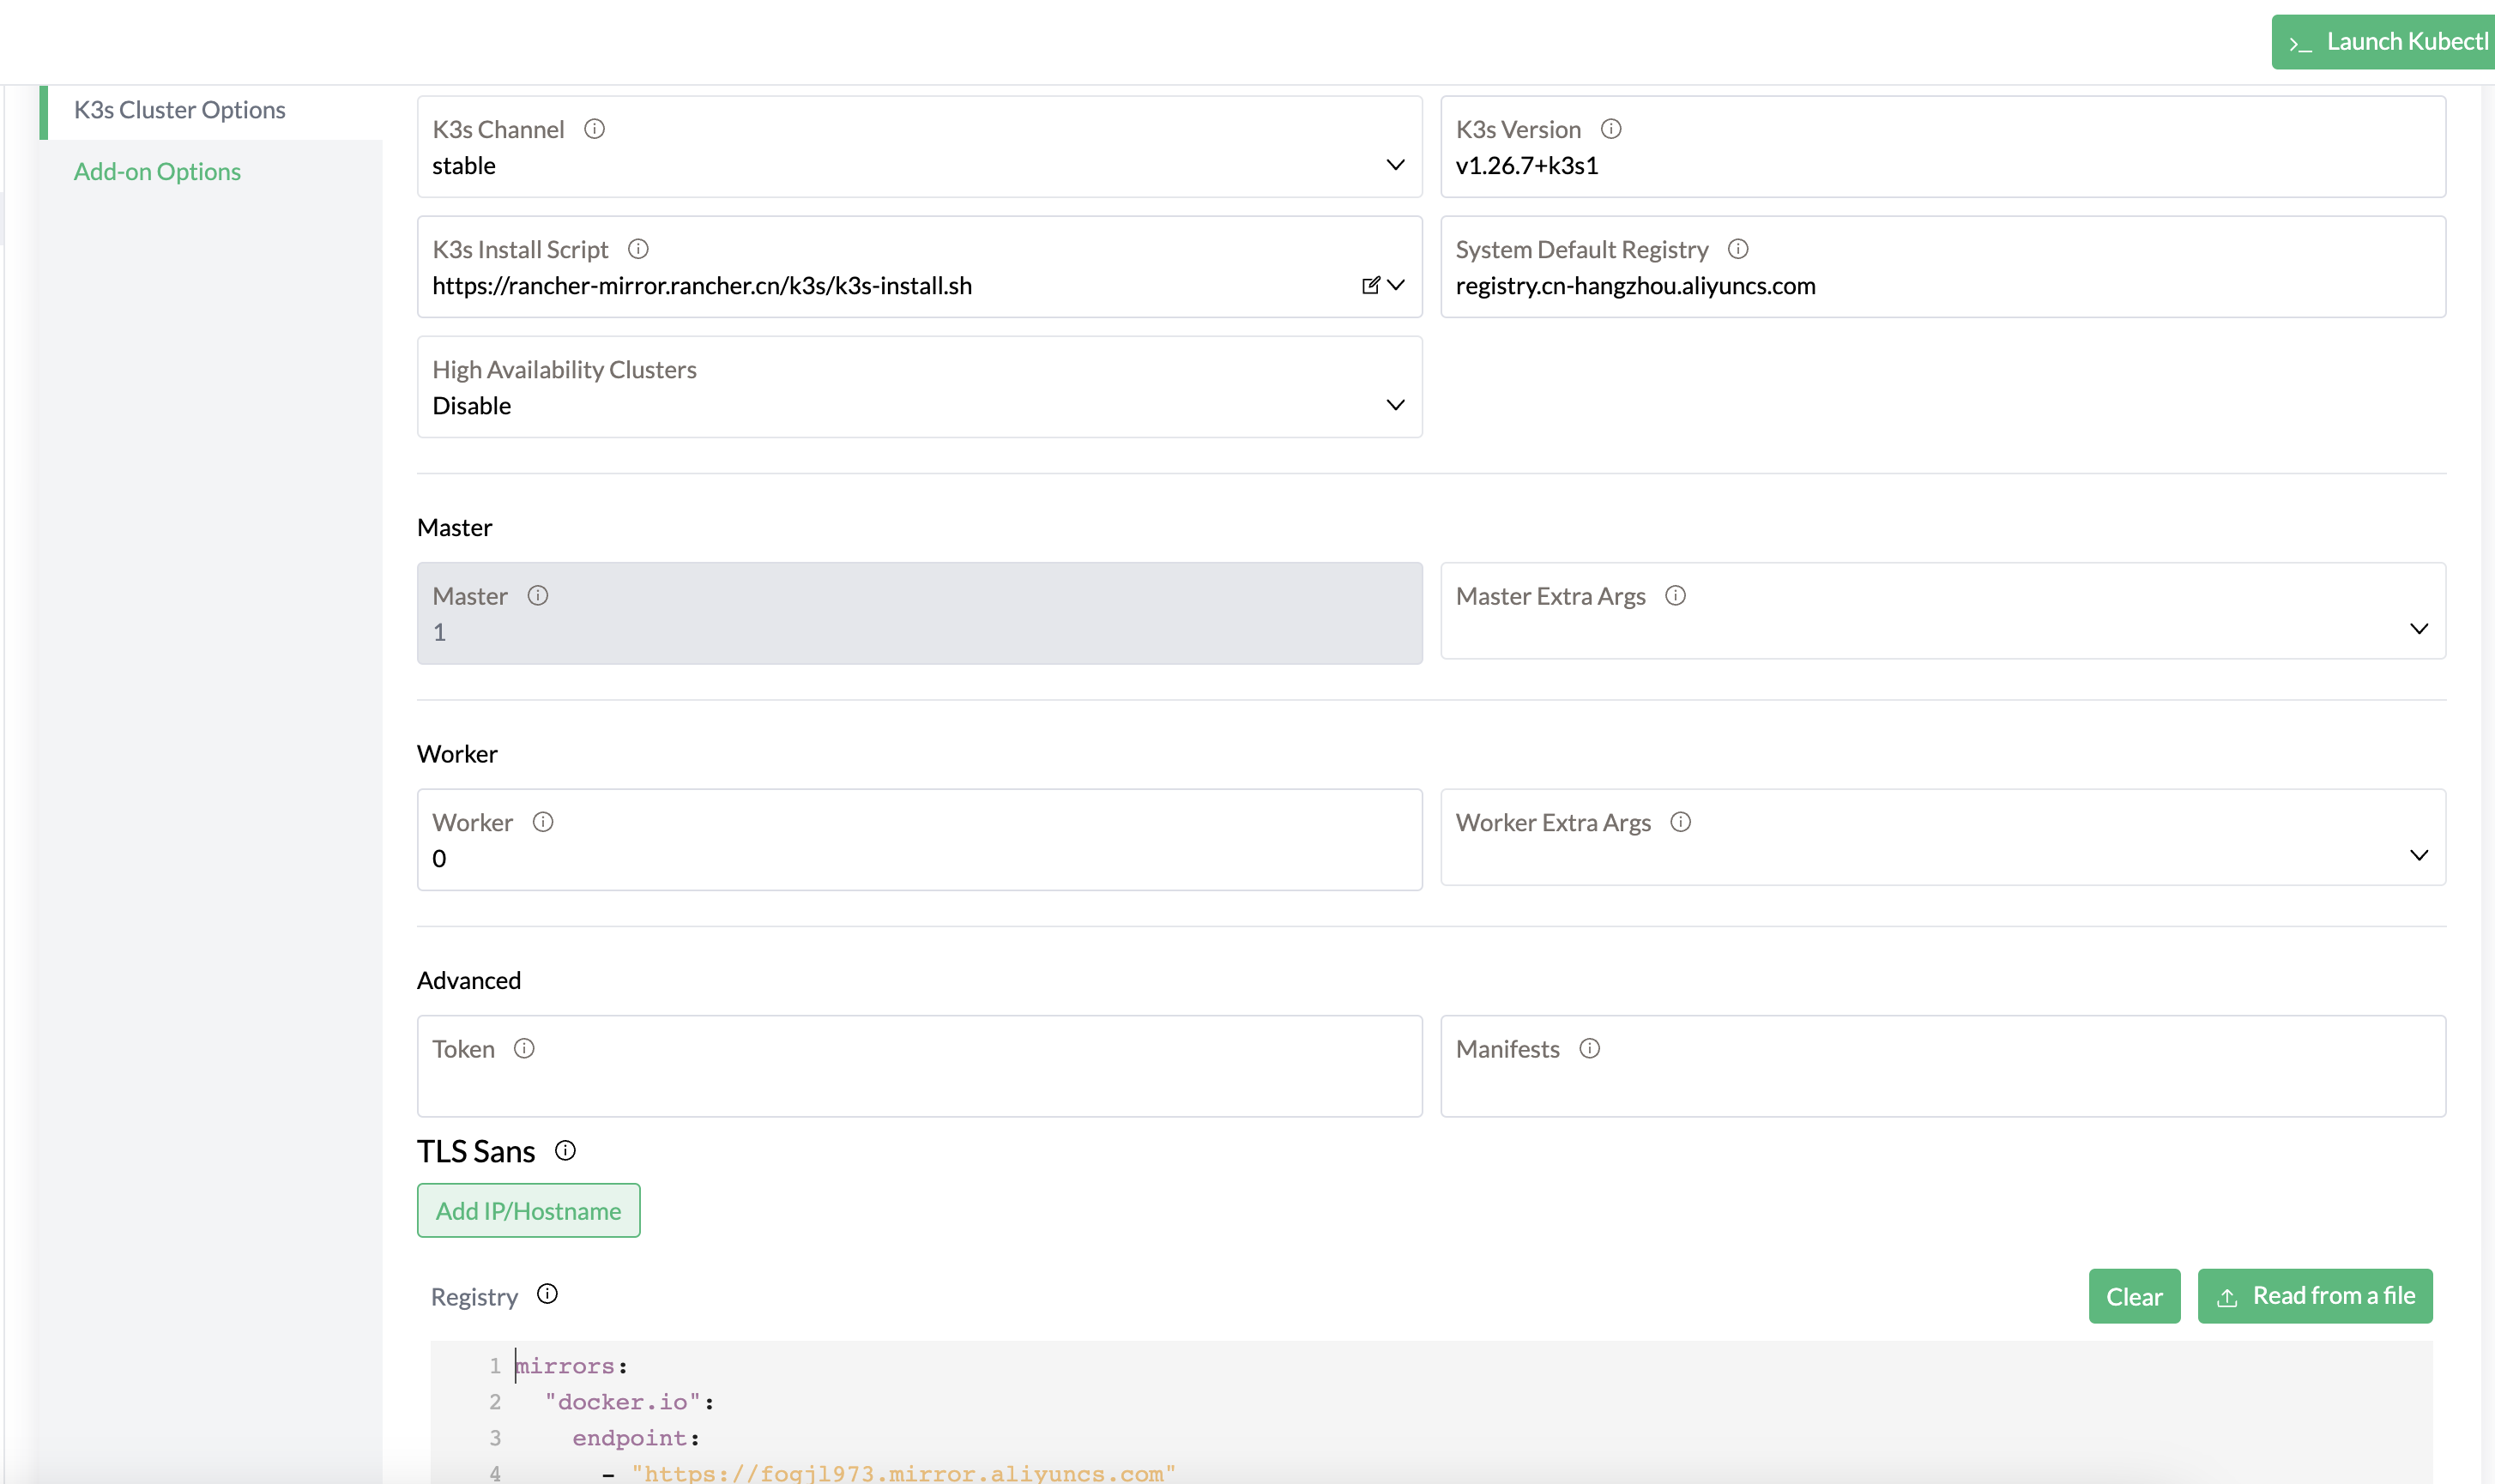 >_ Launch Kubectl
K3s Cluster Options
Add-on Options
K3s Channel
stable
K3s Version
v1.26.7+k3s1
K3s Install Script
https://rancher-mirror.rancher.cn/k3s/k3s-install.sh
System Default Registry
registry.cn-hangzhou.aliyuncs.com
High Availability Clusters
Disable
Master
Master
1
Master Extra Args
Worker
Worker
0
Worker Extra Args
Advanced
Token
Manifests
TLS Sans
Add IP/Hostname
Registry
Clear
Read from a file
1 mirrors:
2 "docker.io":
3 endpoint:
4 - "https://foqjl973.mirror.aliyuncs.com"